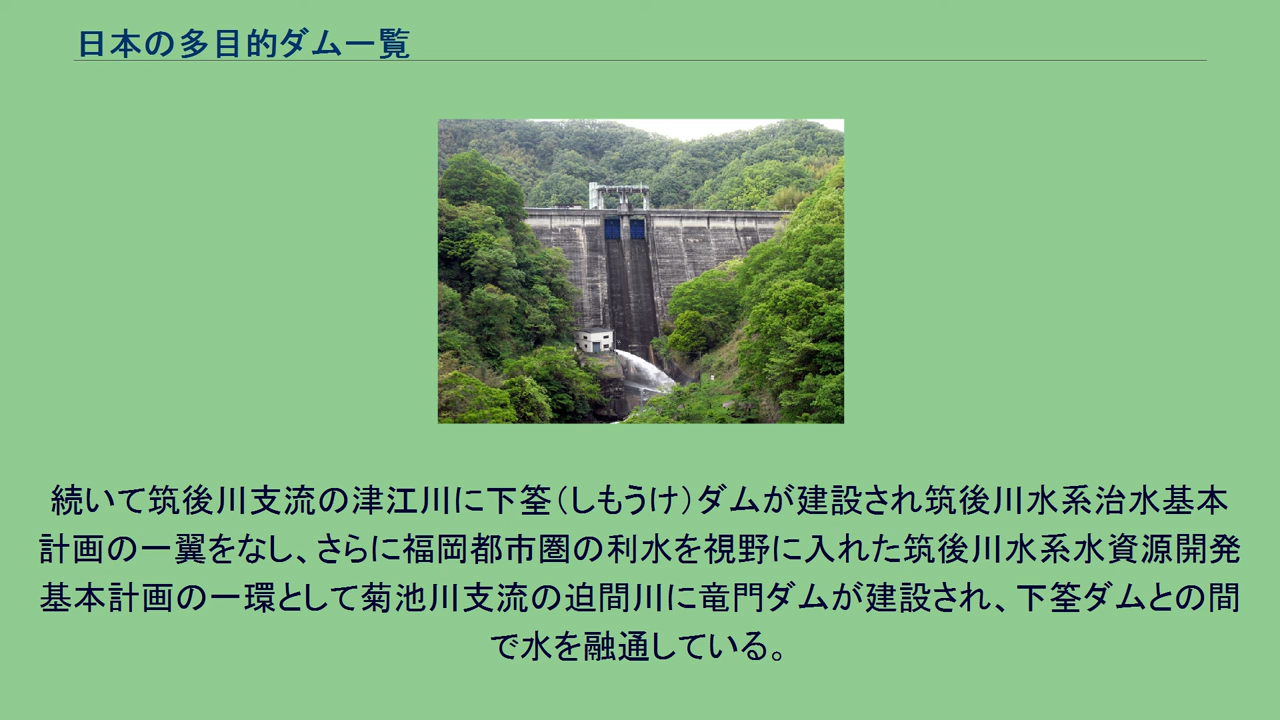 日本の多目的ダム一覧
続いて筑後川支流の津江川に下筌（しもうけ）ダムが建設され筑後川水系治水基本
計画の一翼をなし、さらに福岡都市圏の利水を視野に入れた筑後川水系水資源開発
基本計画の一環として菊池川支流の迫間川に竜門ダムが建設され、下筌ダムとの間
で水を融通している。